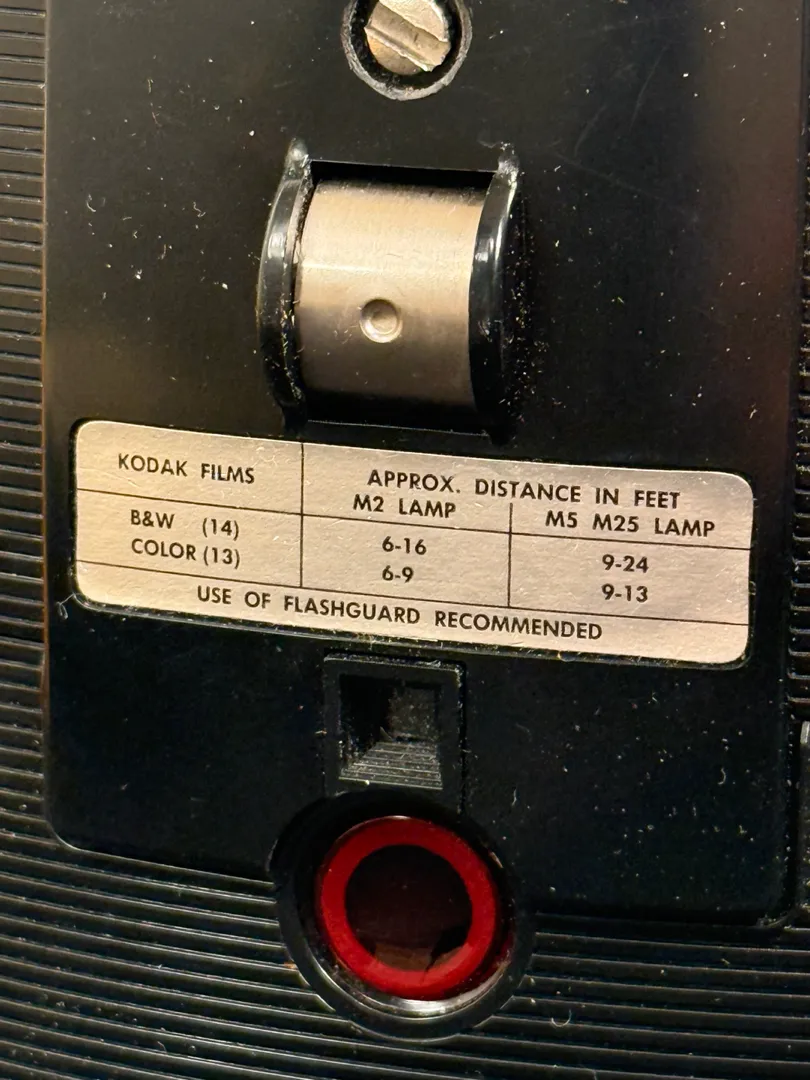 KODAK FILMS APPROX. DISTANCE IN FEET
M2 LAMP M5 M25 LAMP
B&W (14) 6-16 9-24
COLOR (13) 6-9 9-13
USE OF FLASHGUARD RECOMMENDED